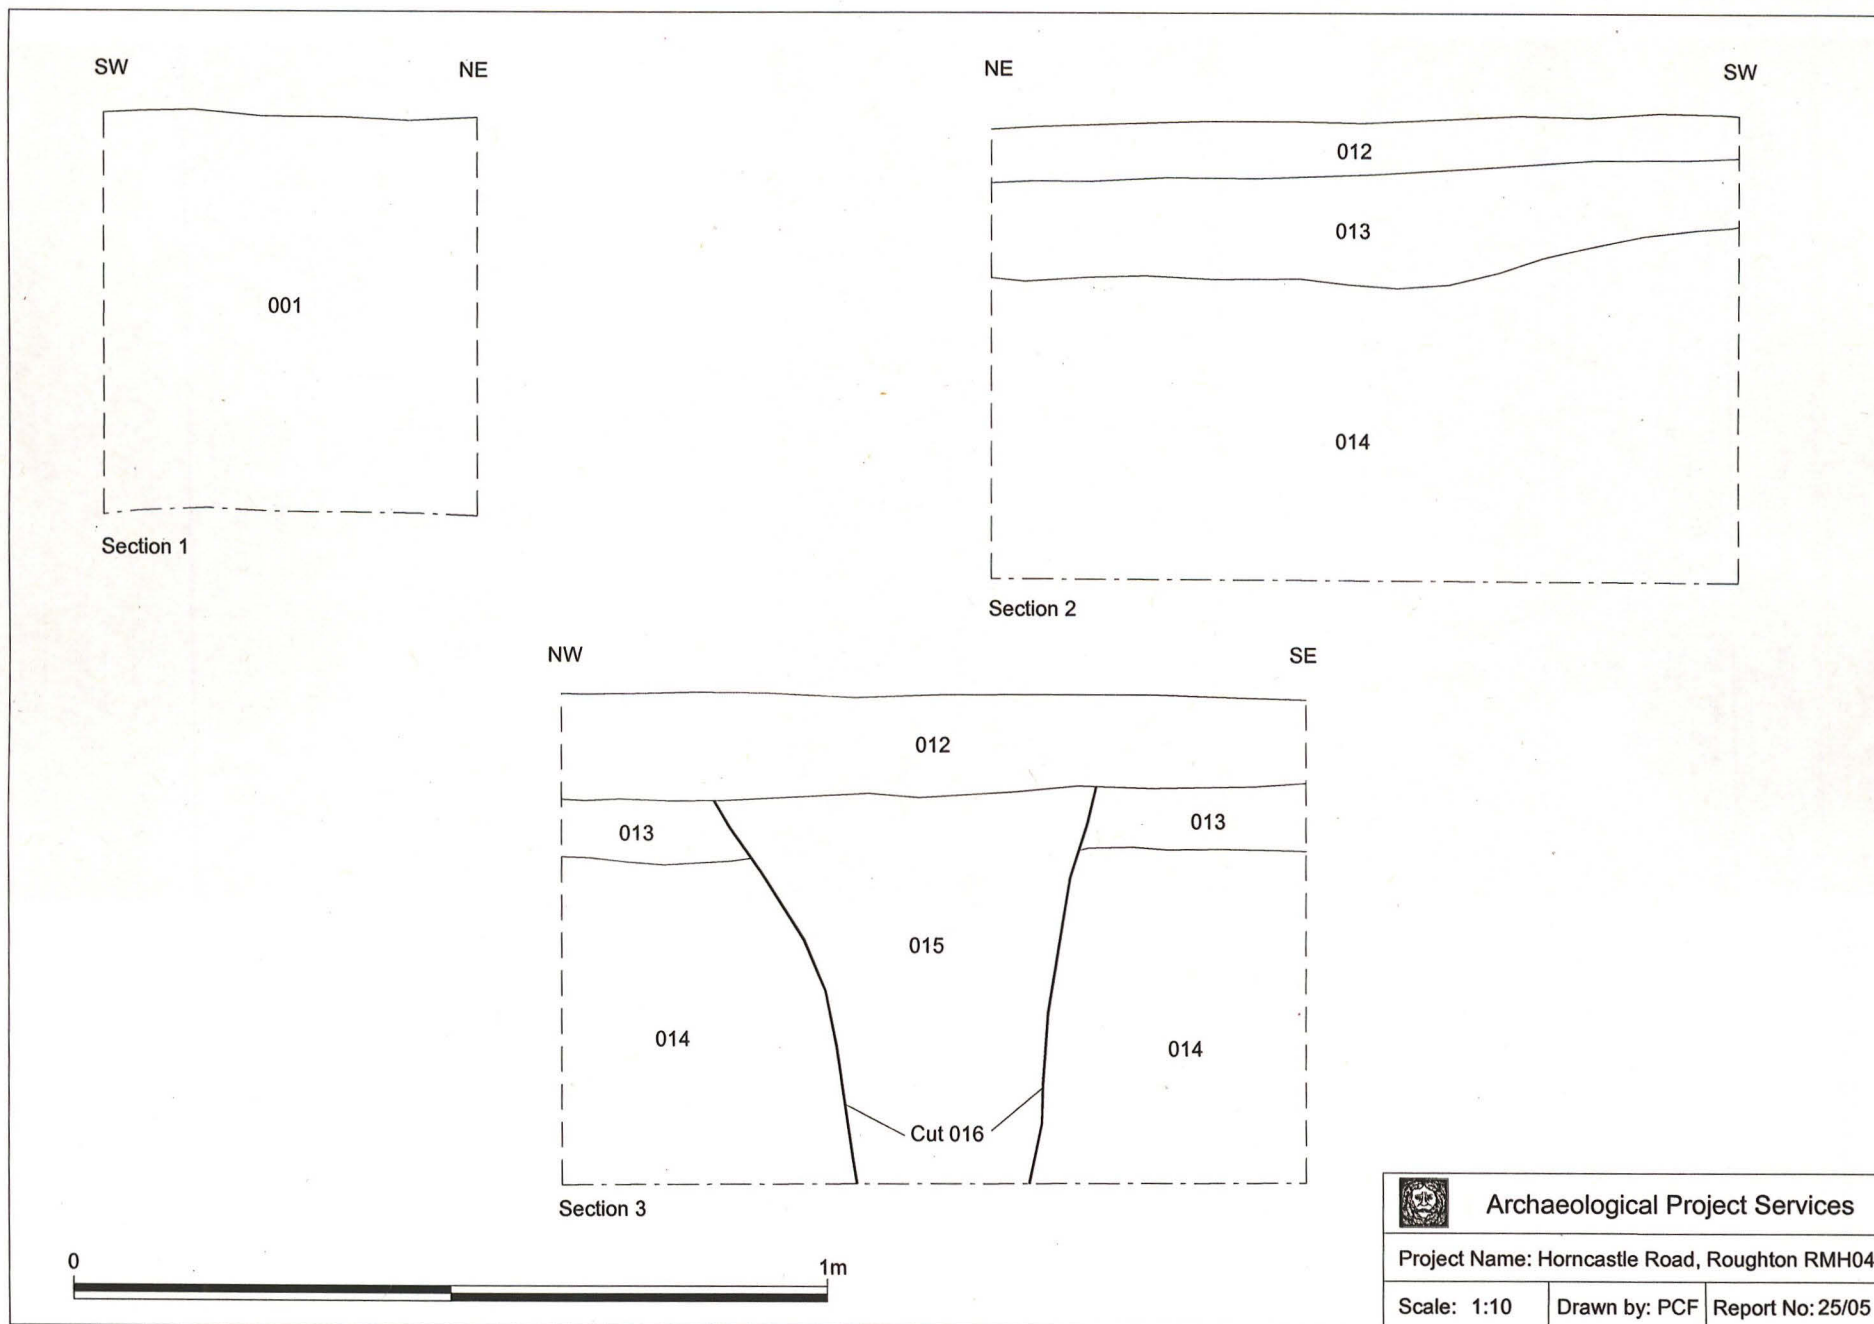 SW NE
001
Section 1
NE SW
012
013
014
Section 2
NW SE
012
013 013
015
014 014
Cut 016
Section 3
0 1m
Archaeological Project Services
Project Name: Horncastle Road, Roughton RMH04
Scale: 1:10 Drawn by: PCF Report No: 25/05